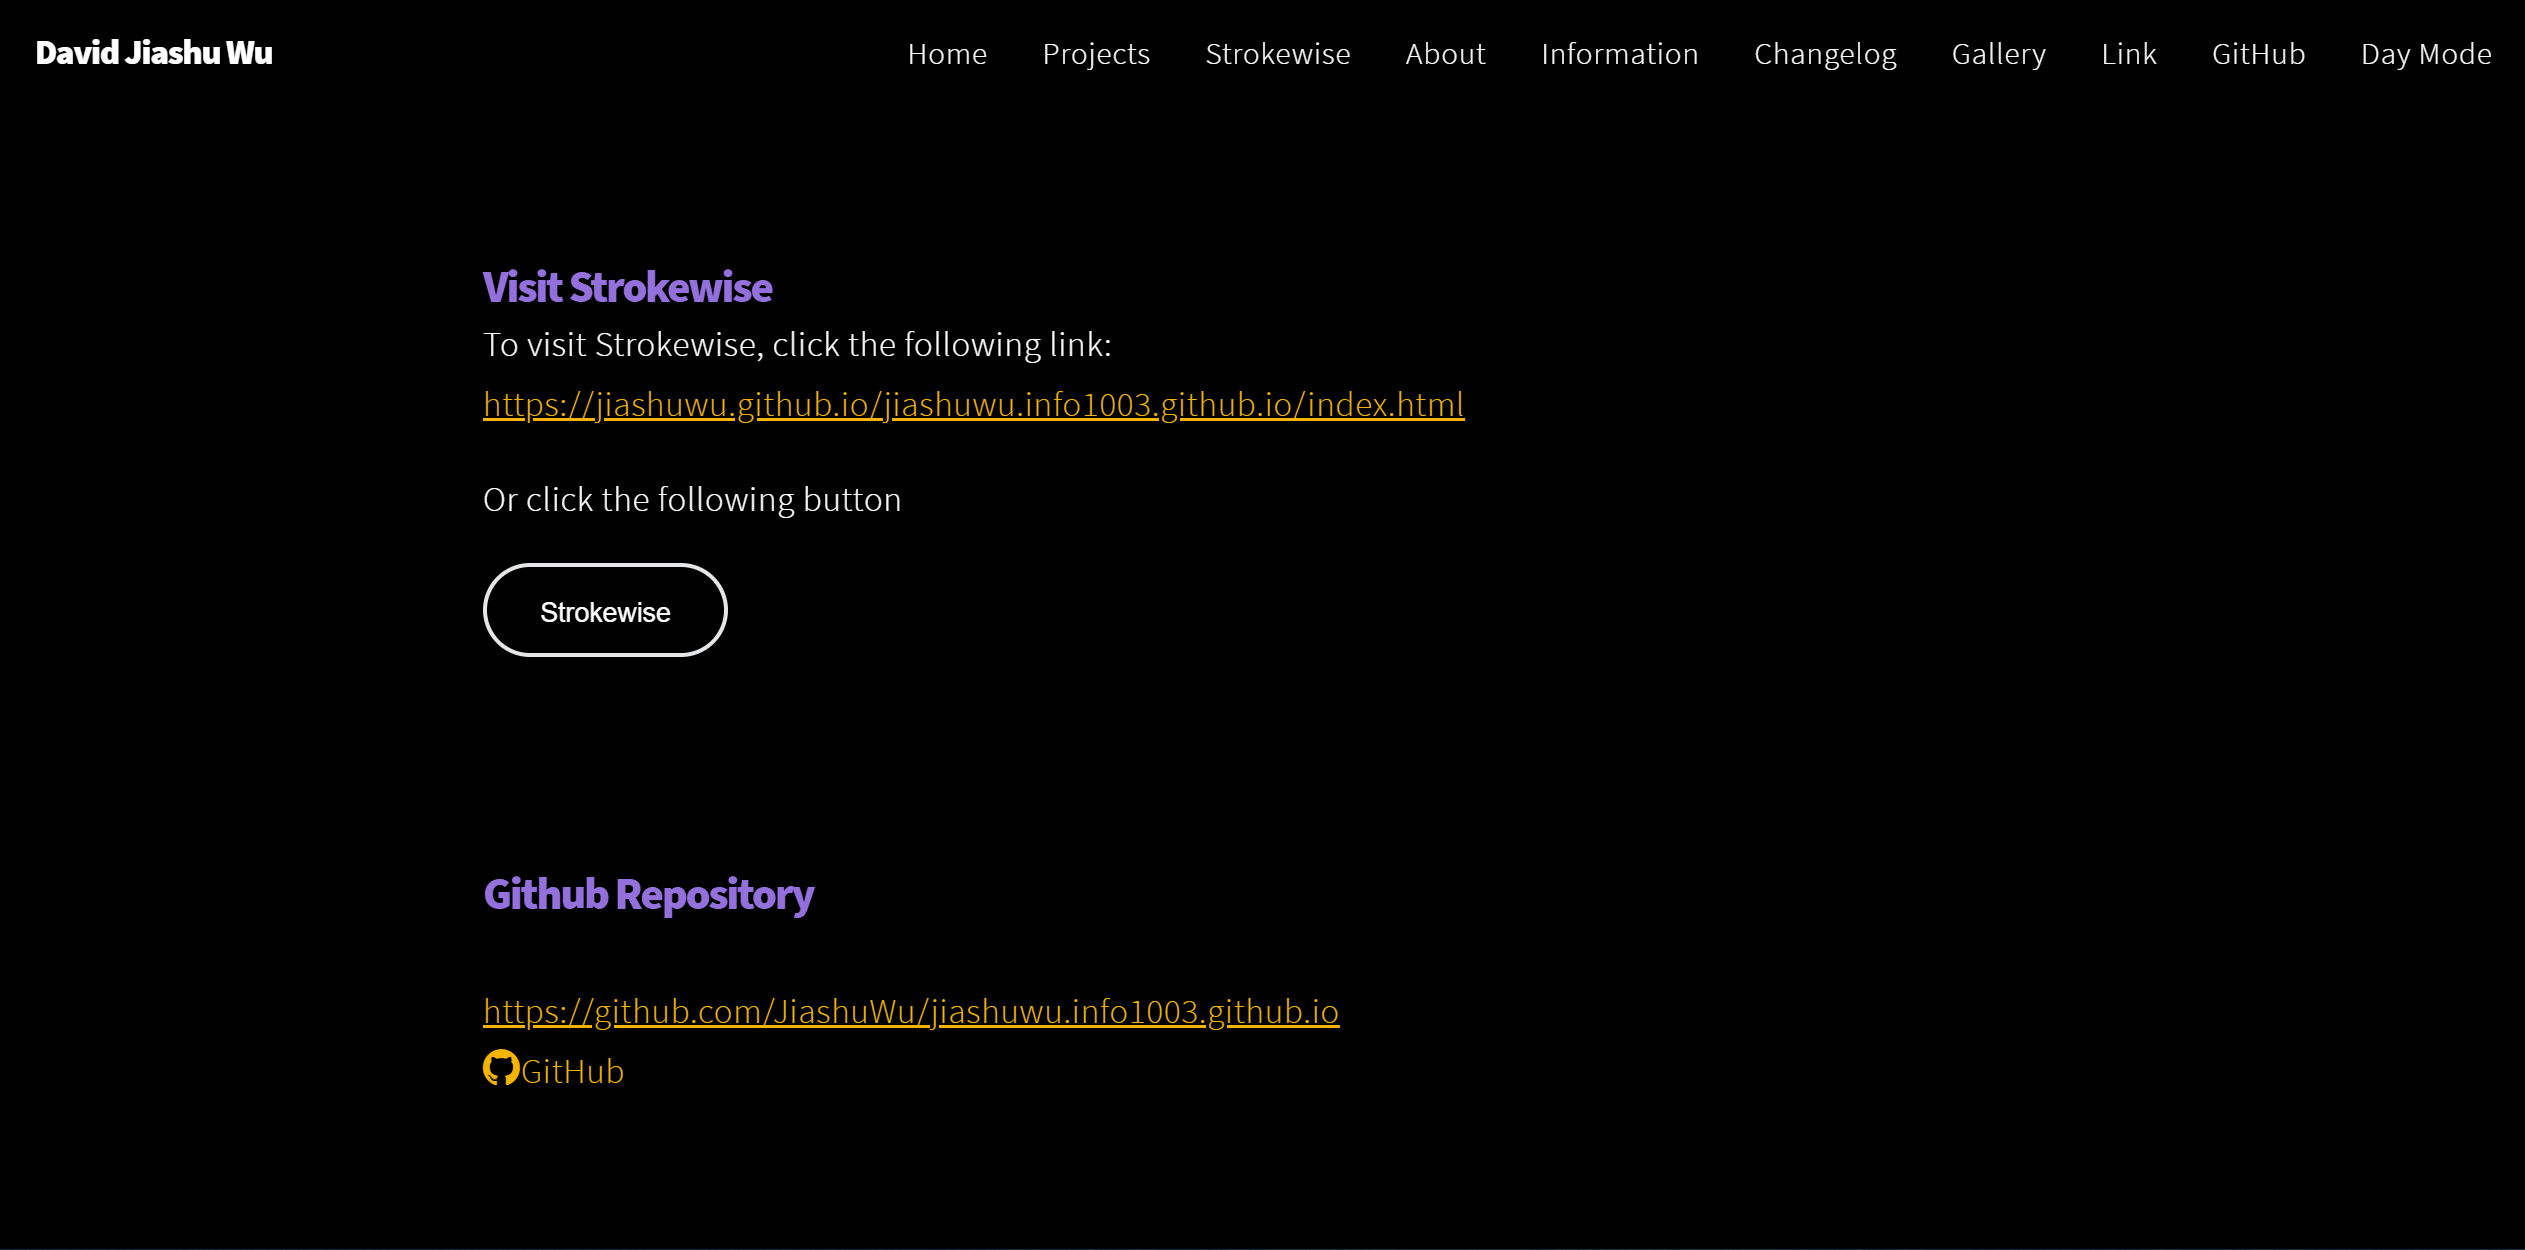 David Jiashu Wu
Home Projects Strokewise About Information Changelog Gallery Link GitHub Day Mode
Visit Strokewise
To visit Strokewise, click the following link:
https://jiashuwu.github.io/jiashuwu.info1003.github.io/index.html
Or click the following button
Strokewise
Github Repository
https://github.com/JiashuWu/jiashuwu.info1003.github.io
GitHub